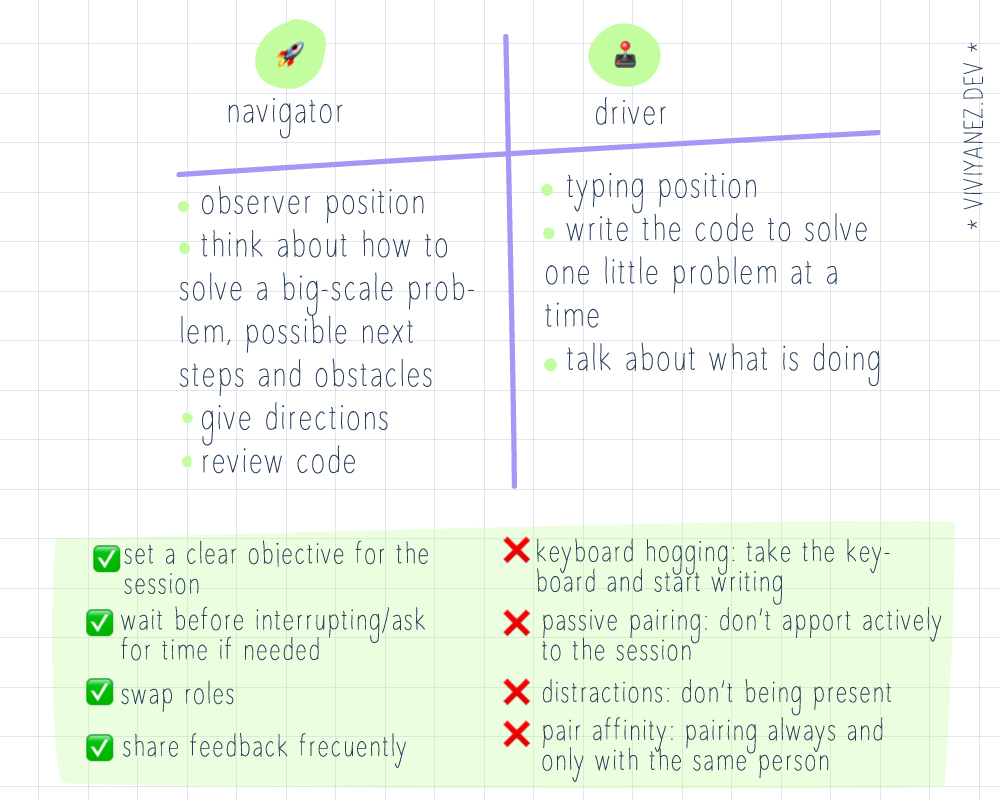 navigator
observer position
think about how to
solve a big-scale prob-
lem, possible next
steps and obstacles
give directions
review code
driver
typing position
write the code to solve
one little problem at a
time
talk about what is doing
* VIVIYANEZ.DEV *
set a clear objective for the
session
wait before interrupting/ask
for time if needed
swap roles
share feedback frecuently
keyboard hogging: take the key-
board and start writing
passive pairing: don't apport actively
to the session
distractions: don't being present
pair affinity: pairing always and
only with the same person